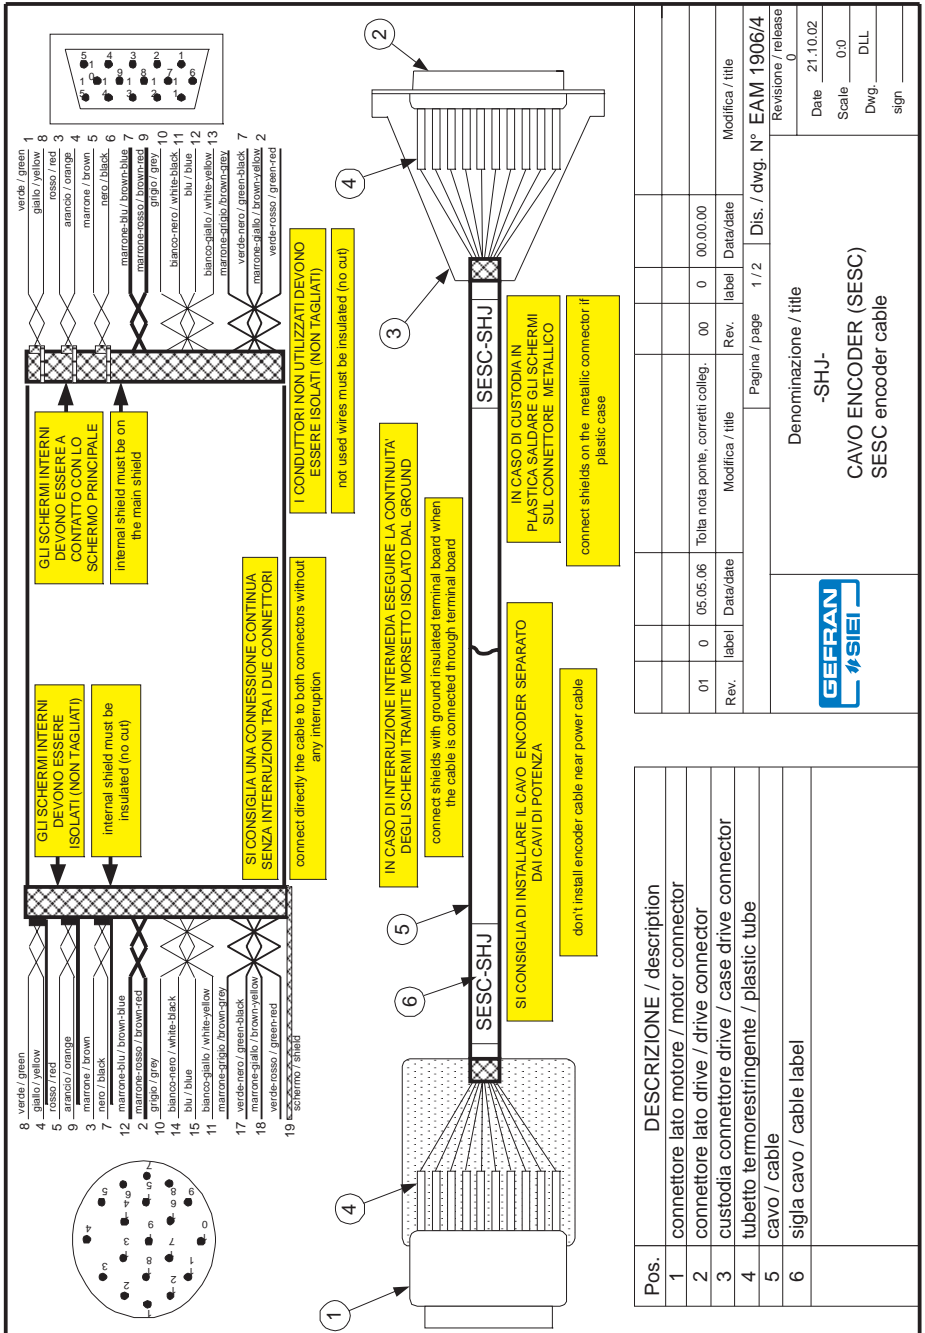 8 verde / green
4 giallo / yellow
5 rosso / red
9 arancio / orange
3 marrone / brown
7 nero / black
12 marrone-blu / brown-blue
2 marrone-rosso / brown-red
10 grigio / grey
14 bianco-nero / white-black
15 blu / blue
11 bianco-giallo / white-yellow
marrone-grigio /brown-grey
17 verde-nero / green-black
18 marrone-giallo / brown-yellow
verde-rosso / green-red
19 schermo / shield
GLI SCHERMI INTERNI
DEVONO ESSERE
ISOLATI (NON TAGLIATI)
internal shield must be
insulated (no cut)
GLI SCHERMI INTERNI
DEVONO ESSERE A
CONTATTO CON LO
SCHERMO PRINCIPALE
internal shield must be on
the main shield
verde / green 1
giallo / yellow 8
rosso / red 3
arancio / orange 4
marrone / brown 5
nero / black 6
marrone-blu / brown-blue 7
marrone-rosso / brown-red 9
grigio / grey 10
bianco-nero / white-black 11
blu / blue 12
bianco-giallo / white-yellow 13
marrone-grigio/brown-grey
verde-nero / green-black 7
marrone-giallo / brown-yellow 2
verde-rosso / green-red
SI CONSIGLIA UNA CONNESSIONE CONTINUA
SENZA INTERRUZIONI TRA I DUE CONNETTORI
connect directly the cable to both connectors without
any interruption
I CONDUTTORI NON UTILIZZATI DEVONO
ESSERE ISOLATI (NON TAGLIATI)
not used wires must be insulated (no cut)
IN CASO DI INTERRUZIONE INTERMEDIA ESEGUIRE LA CONTINUITA'
DEGLI SCHERMI TRAMITE MORSETTO ISOLATO DAL GROUND
connect shields with ground insulated terminal board when
the cable is connected through terminal board
1
4
6
5
3
4
2
SESC-SHJ
SESC-SHJ
SI CONSIGLIA DI INSTALLARE IL CAVO ENCODER SEPARATO
DAI CAVI DI POTENZA
don't install encoder cable near power cable
IN CASO DI CUSTODIA IN
PLASTICA SALDARE GLI SCHERMI
SUL CONNETTORE METALLICO
connect shields on the metallic connector if
plastic case
Pos. DESCRIZIONE / description
1 connettore lato motore / motor connector
2 connettore lato drive / drive connector
3 custodia connettore drive / case drive connector
4 tubetto termorestringente / plastic tube
5 cavo / cable
6 sigla cavo / cable label
01 0 05.05.06 Tolta nota ponte, corretti colleg. 00 0 00.00.00
Rev. label Data/date Modifica / title Rev. label Data/date Modifica / title
Pagina / page 1 / 2 Dis. / dwg. N° EAM 1906/4
GEFRAN
SIEI
Denominazione / title
-SHJ-
CAVO ENCODER (SESC)
SESC encoder cable
Revisione / release
0
Date 21.10.02
Scale 0:0
Dwg. DLL
sign